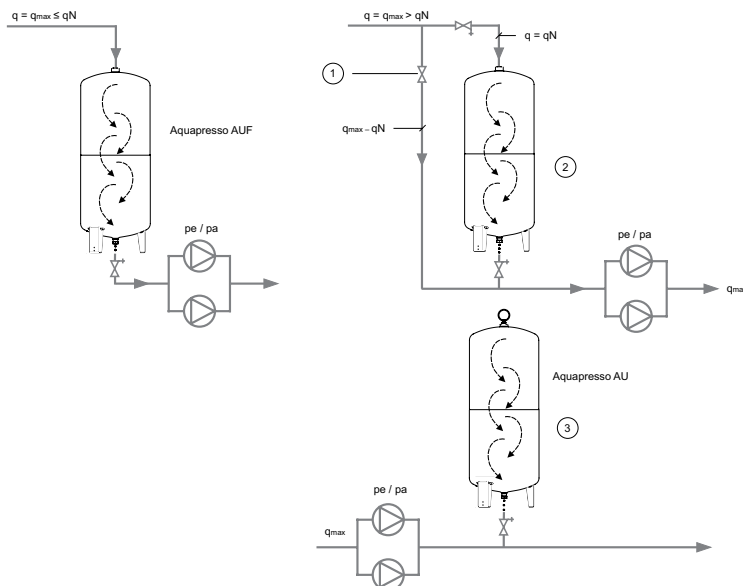 q = qmax ≤ qN
Aquapresso AUF
pe / pa
q = qmax > qN
q = qN
1
qmax – qN
2
pe / pa
qma
Aquapresso AU
3
pe / pa
qmax